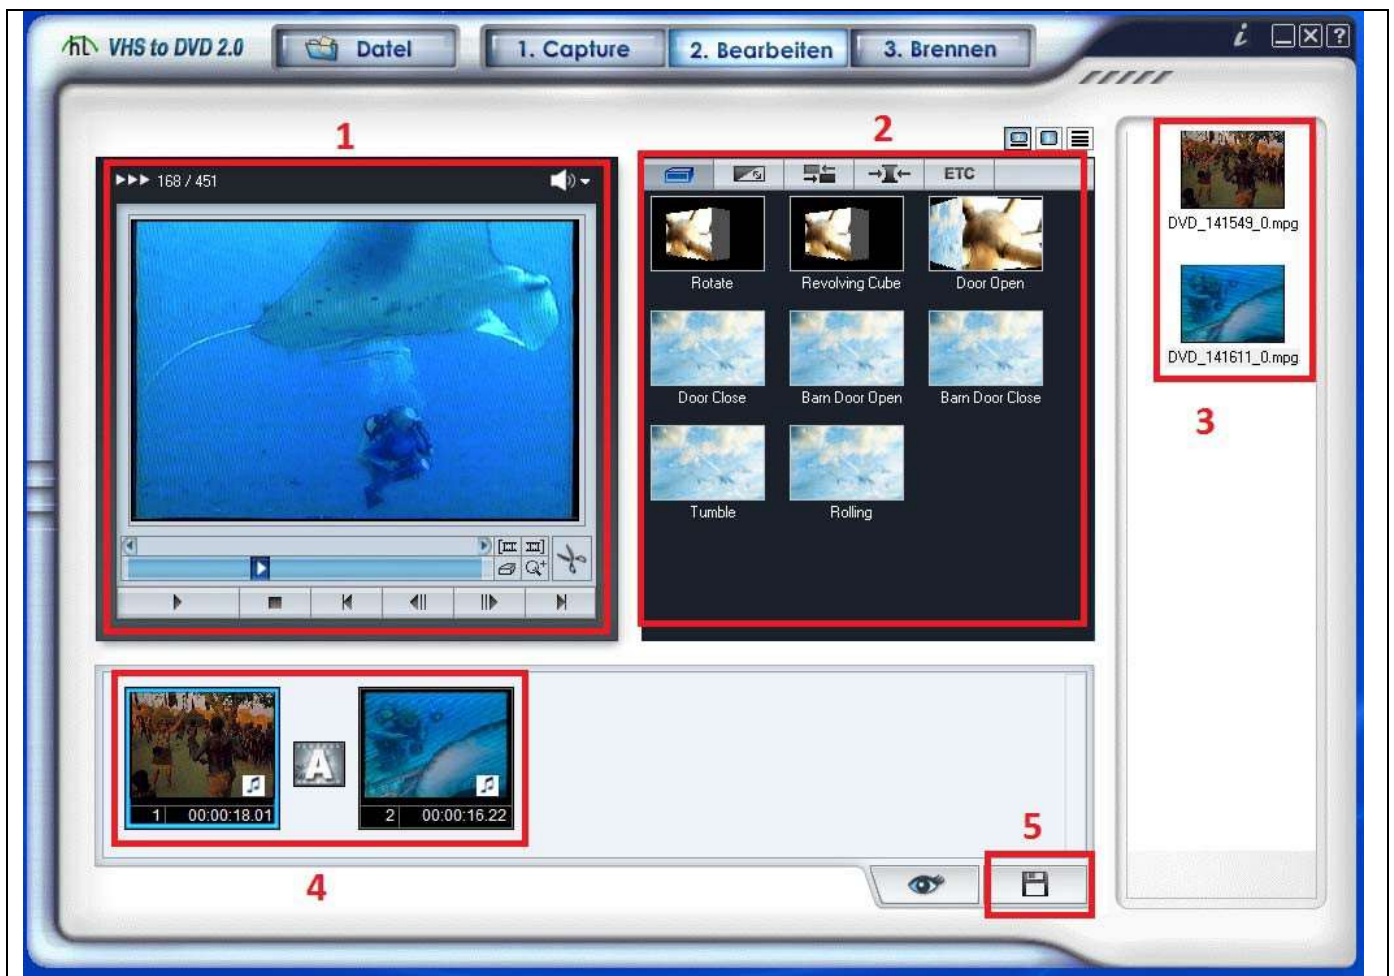 VHS to DVD 2.0
Datei
1. Capture
2. Bearbeiten
3. Brennen
i
?
1
2
168 / 451
ETC
DVD_141549_0.mpg
Rotate
Revolving Cube
Door Open
DVD_141611_0.mpg
Door Close
Barn Door Open
Barn Door Close
3
Tumble
Rolling
A
1 00:00:18.01
2 00:00:16.22
5
4